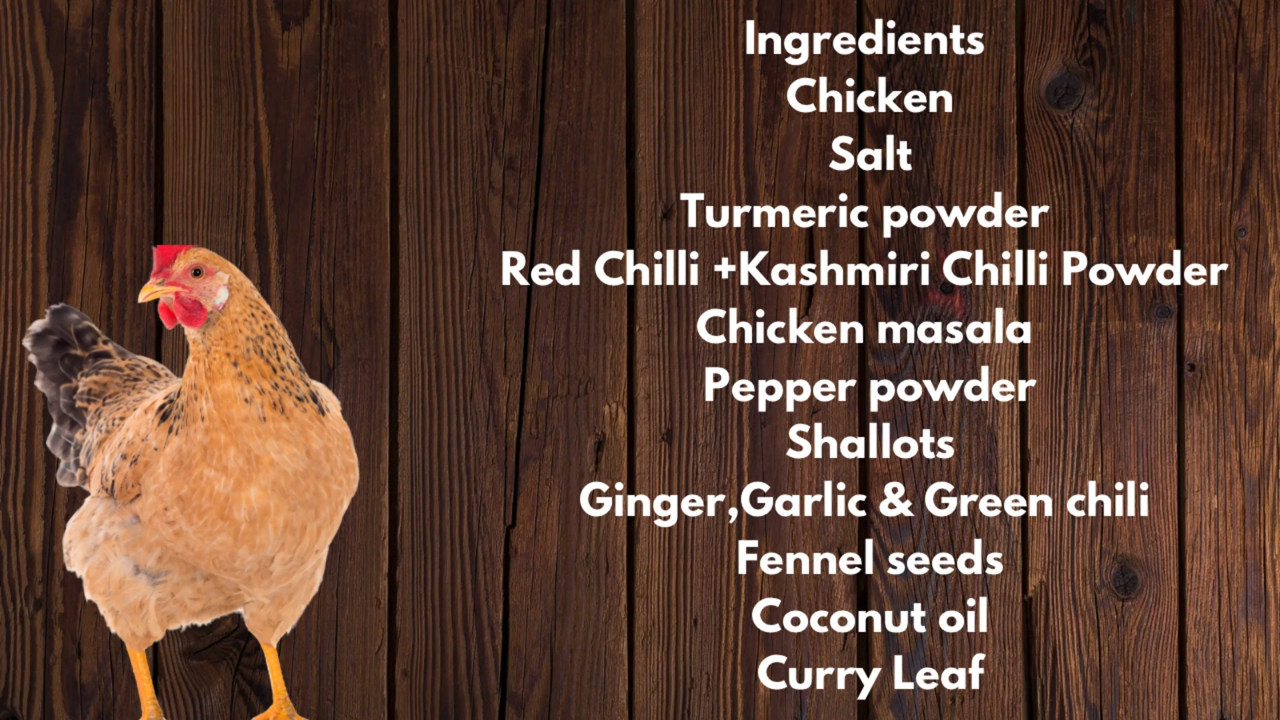 Ingredients
Chicken
Salt
Turmeric powder
Red Chilli +Kashmiri Chilli Powder
Chicken masala
Pepper powder
Shallots
Ginger,Garlic & Green chili
Fennel seeds
Coconut oil
Curry Leaf